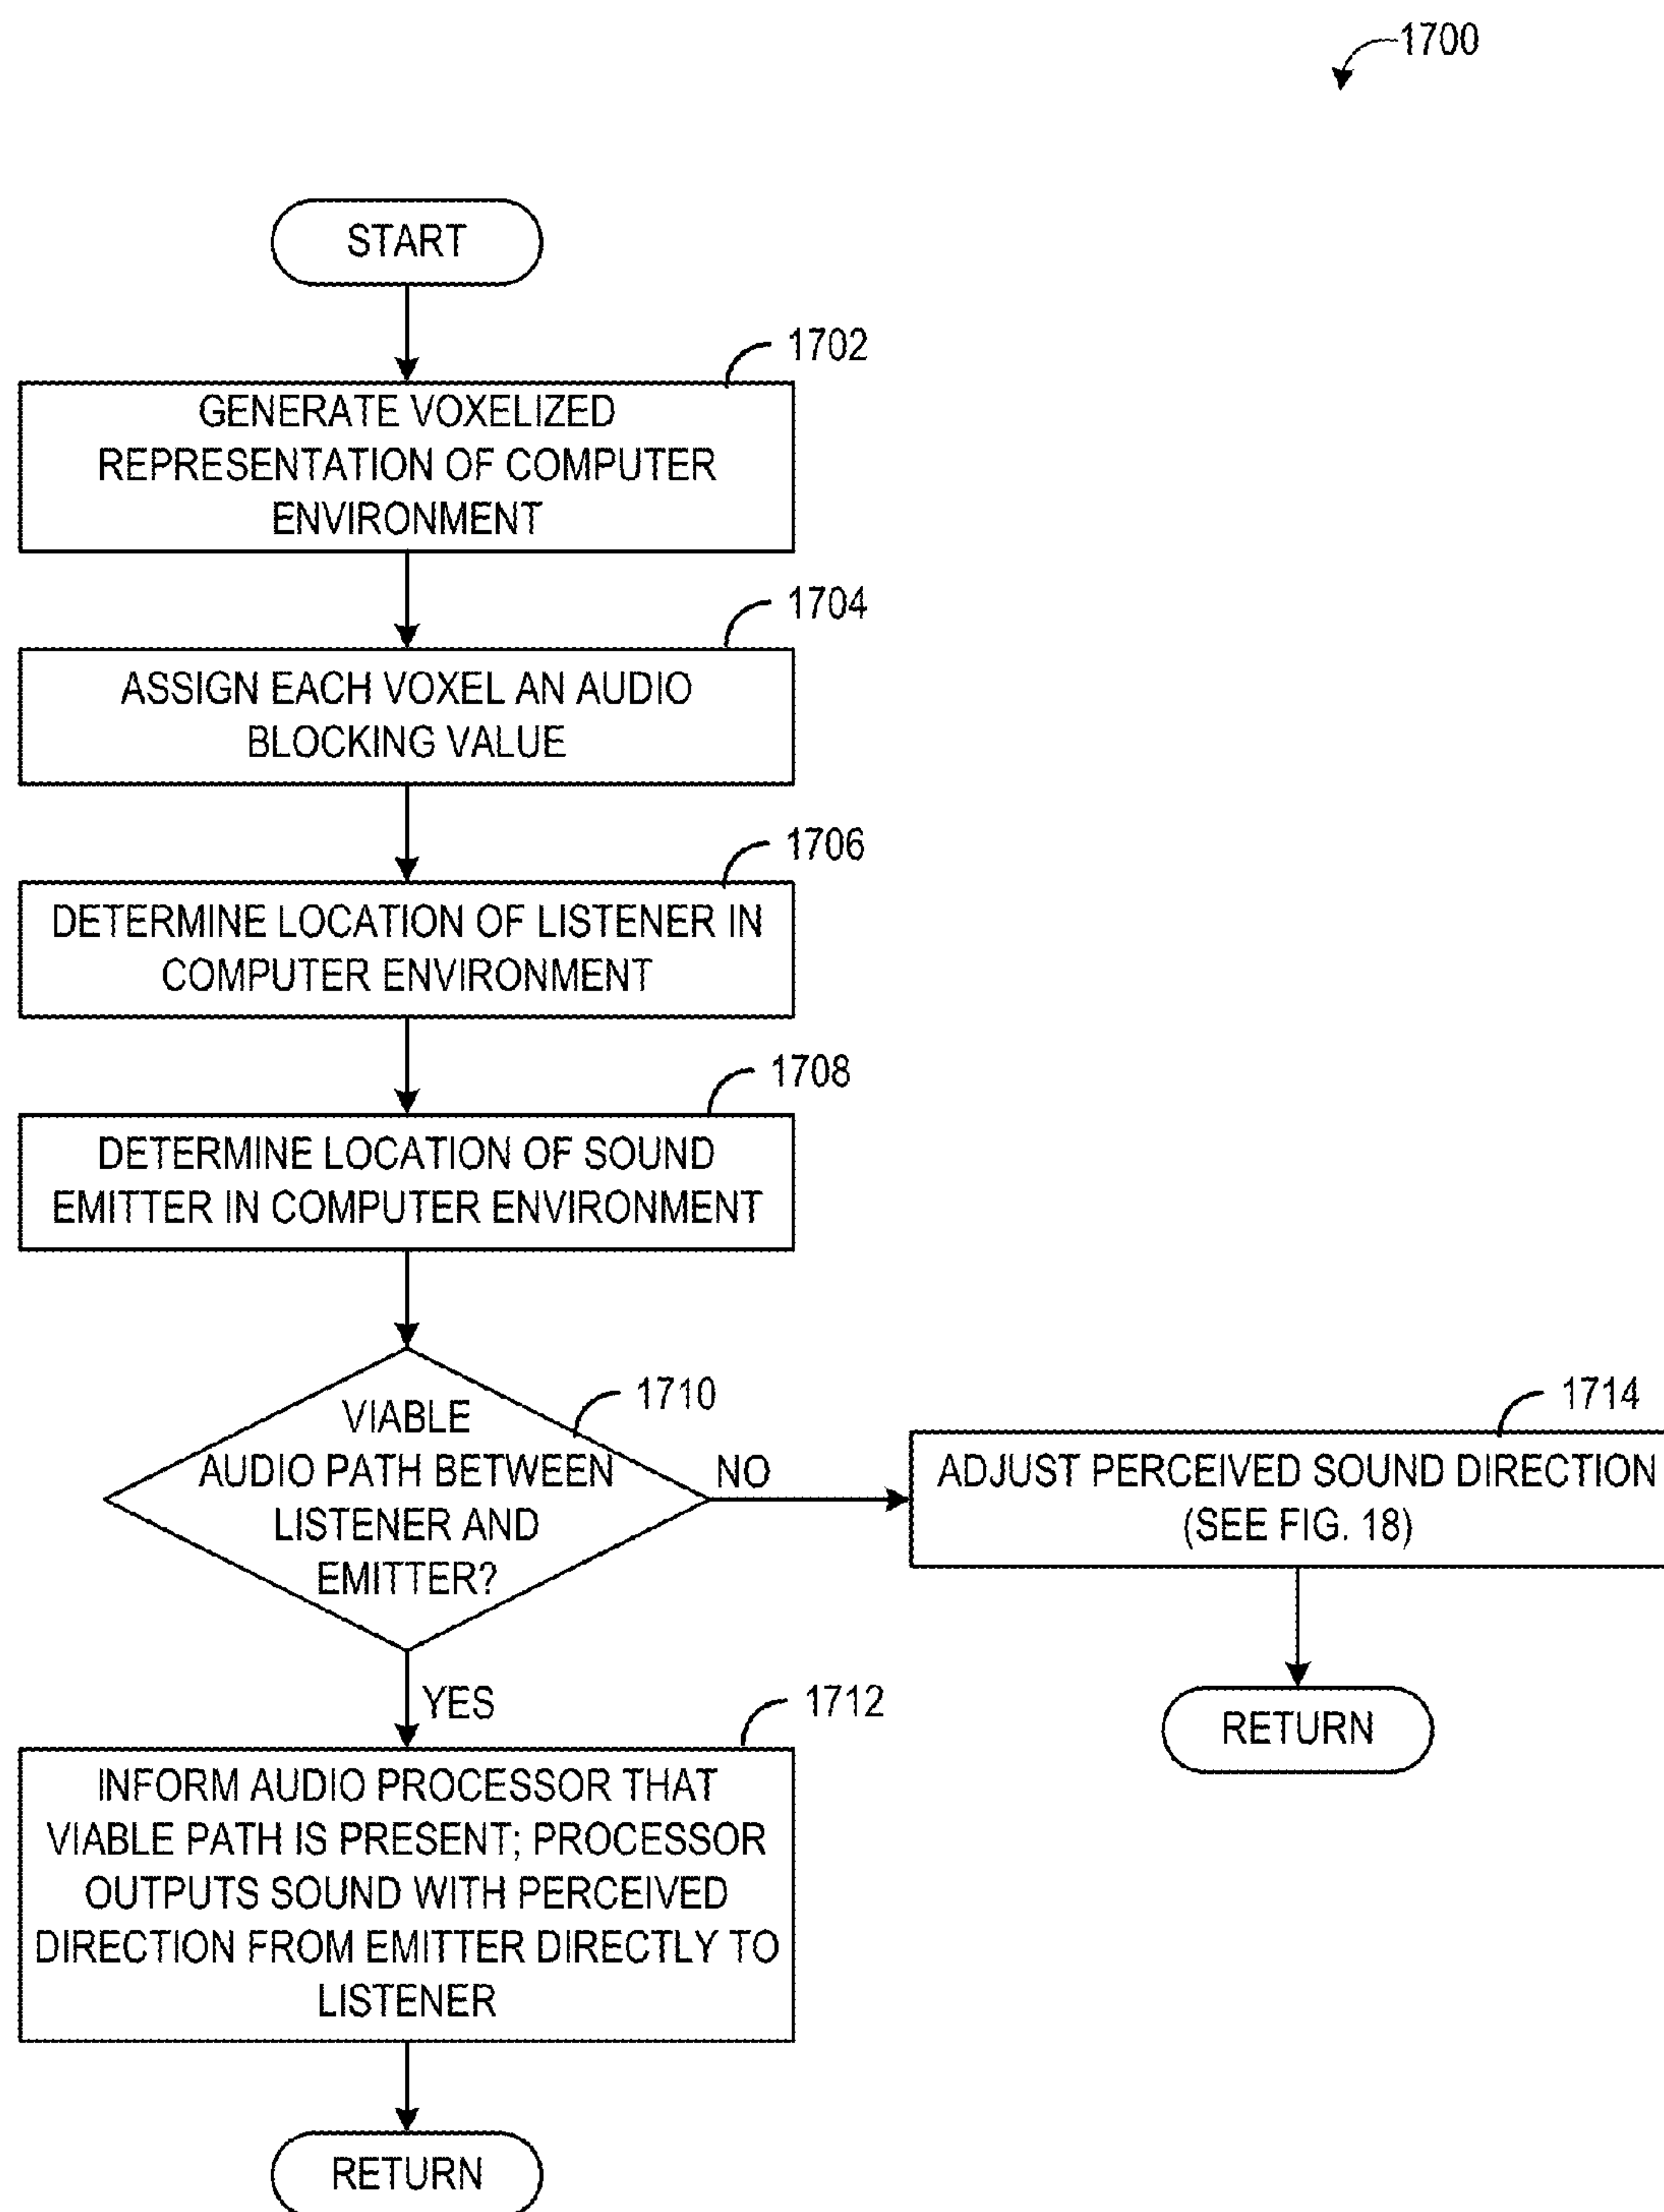 1700
START
1702
GENERATE VOXELIZED
REPRESENTATION OF COMPUTER
ENVIRONMENT
1704
ASSIGN EACH VOXEL AN AUDIO
BLOCKING VALUE
1706
DETERMINE LOCATION OF LISTENER IN
COMPUTER ENVIRONMENT
1708
DETERMINE LOCATION OF SOUND
EMITTER IN COMPUTER ENVIRONMENT
1710
VIABLE
AUDIO PATH BETWEEN
LISTENER AND
EMITTER?
NO
1714
ADJUST PERCEIVED SOUND DIRECTION
(SEE FIG. 18)
RETURN
YES
1712
INFORM AUDIO PROCESSOR THAT
VIABLE PATH IS PRESENT; PROCESSOR
OUTPUTS SOUND WITH PERCEIVED
DIRECTION FROM EMITTER DIRECTLY TO
LISTENER
RETURN